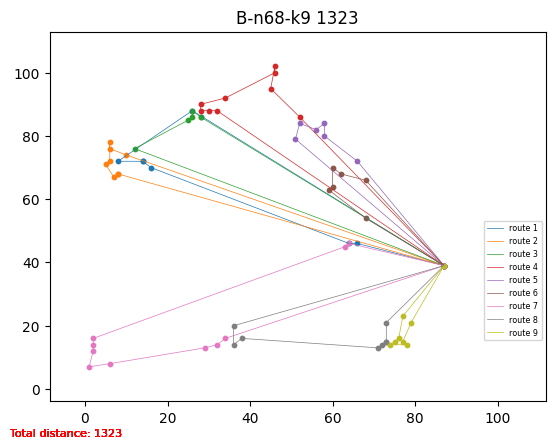 B-n68-k9 1323
100
80
60
40
20
0
0 20 40 60 80 100
route 1
route 2
route 3
route 4
route 5
route 6
route 7
route 8
route 9
Total distance: 1323